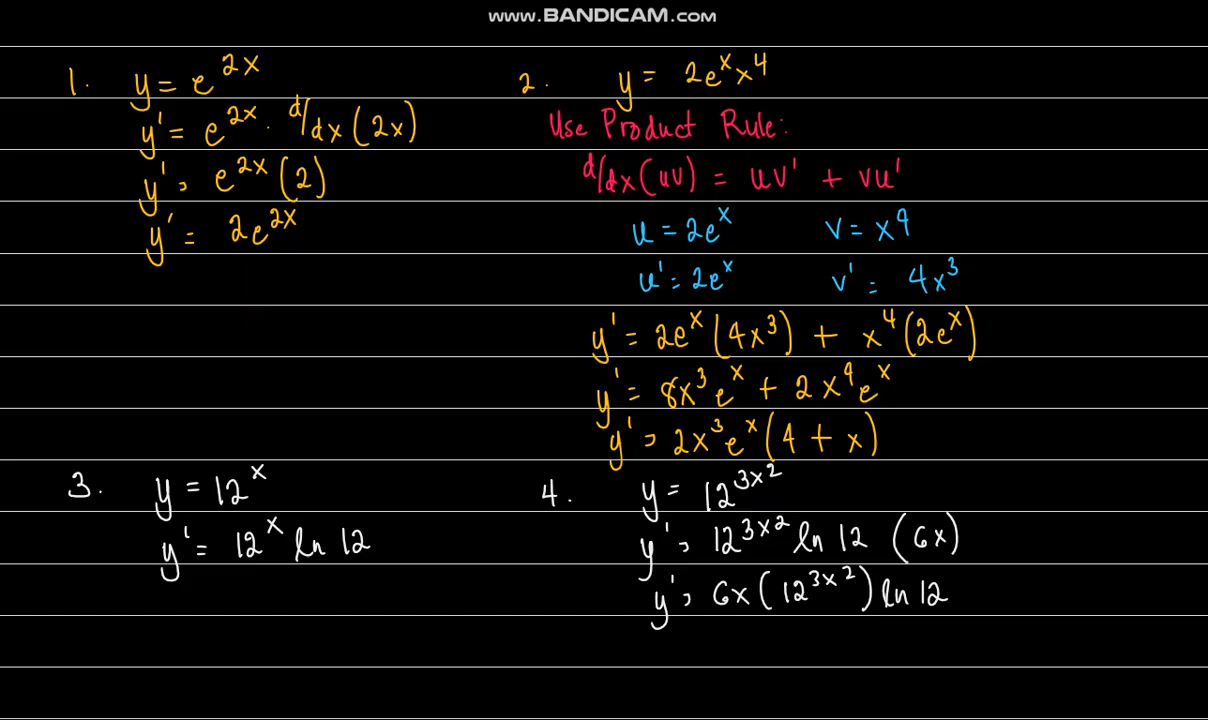 www.BANDICAM.com
1. y = e^{2x}
y' = e^{2x} · d/dx (2x)
y' = e^{2x} (2)
y' = 2e^{2x}
2. y = 2e^x x^4
Use Product Rule:
d/dx (uv) = uv' + vu'
u = 2e^x v = x^4
u' = 2e^x v' = 4x^3
y' = 2e^x (4x^3) + x^4 (2e^x)
y' = 8x^3 e^x + 2x^4 e^x
y' = 2x^3 e^x (4 + x)
3. y = 12^x
y' = 12^x ln 12
4. y = 12^{3x^2}
y' = 12^{3x^2} ln 12 (6x)
y' = 6x (12^{3x^2}) ln 12